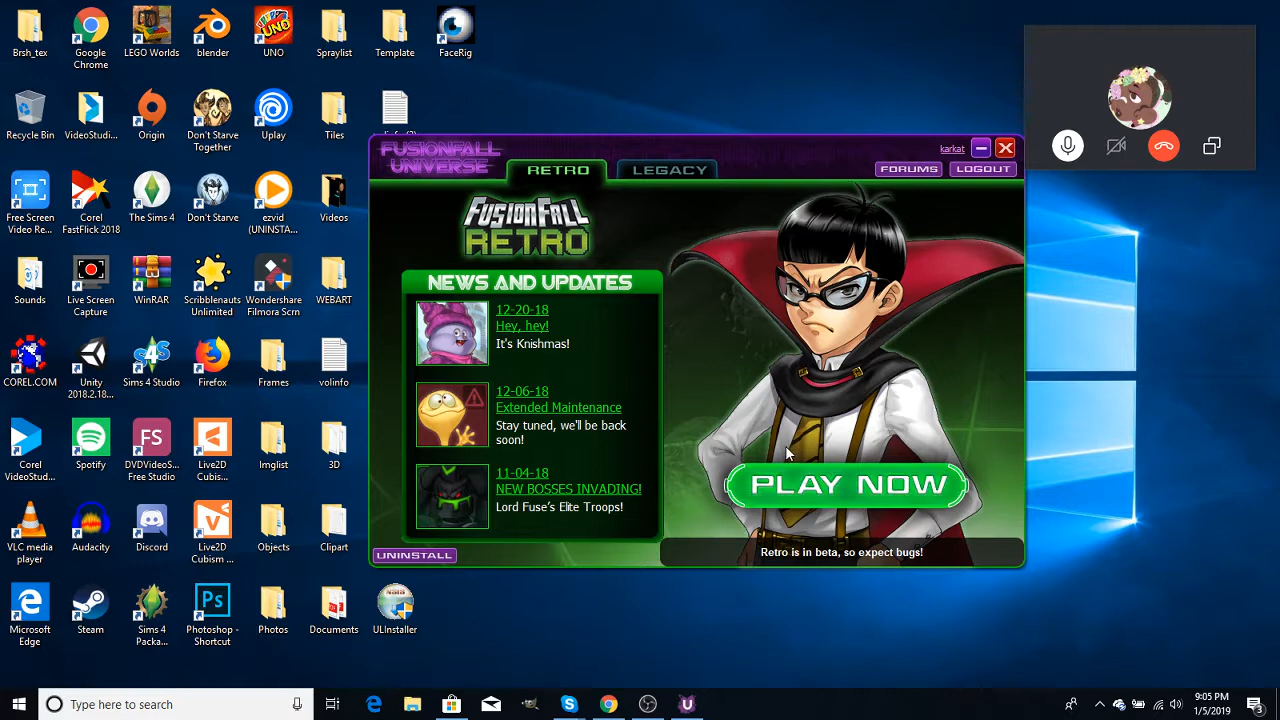 Brsh_tex
Google Chrome
LEGO Worlds
blender
UNO
Spraylist
Template
FaceRig
Recycle Bin
VideoStudi...
Origin
Don't Starve Together
Uplay
Tiles
Free Screen Video Re...
Corel FastFlick 2018
The Sims 4
Don't Starve
ezvid (UNINSTA...
Videos
Sounds
Live Screen Capture
WinRAR
Scribblenauts Unlimited
Wondershare Filmora Scrn
WEBART
COREL.COM
Unity 2018.2.18...
Sims 4 Studio
Firefox
Frames
volinfo
Corel VideoStud...
Spotify
DVDVideoS... Free Studio
Live2D Cubis...
Imglist
3D
VLC media player
Audacity
Discord
Live2D Cubism ...
Objects
Clipart
Microsoft Edge
Steam
Sims 4 Packa...
Photoshop - Shortcut
Photos
Documents
ULInstaller
FUSIONFALL
UNIVERSE
RETRO
LEGACY
karkat
FORUMS
LOGOUT
FUSIONFALL
RETRO
NEWS AND UPDATES
12-20-18
Hey, hey!
It's Knishmas!
12-06-18
Extended Maintenance
Stay tuned, we'll be back
soon!
11-04-18
NEW BOSSES INVADING!
Lord Fuse's Elite Troops!
PLAY NOW
Retro is in beta, so expect bugs!
UNINSTALL
Type here to search
9:05 PM
1/5/2019